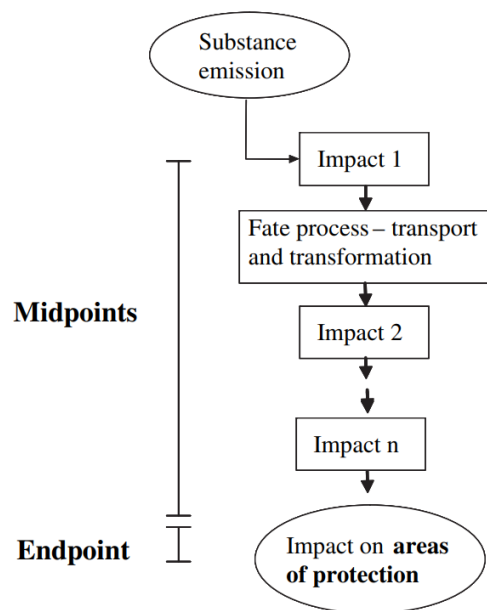 Substance
emission
Impact 1
Fate process – transport
and transformation
Midpoints
Impact 2
Impact n
Endpoint
Impact on areas
of protection